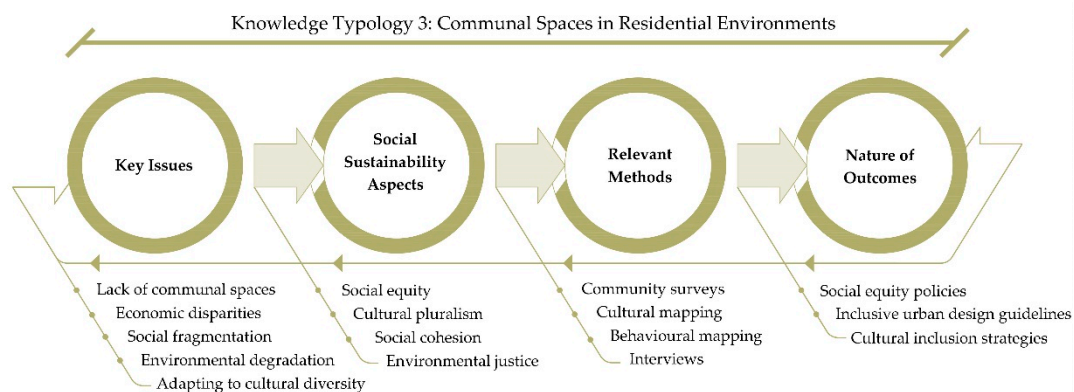 Knowledge Typology 3: Communal Spaces in Residential Environments
Key Issues
Social
Sustainability
Aspects
Relevant
Methods
Nature of
Outcomes
Lack of communal spaces
Economic disparities
Social fragmentation
Environmental degradation
Adapting to cultural diversity
Social equity
Cultural pluralism
Social cohesion
Environmental justice
Community surveys
Cultural mapping
Behavioural mapping
Interviews
Social equity policies
Inclusive urban design guidelines
Cultural inclusion strategies